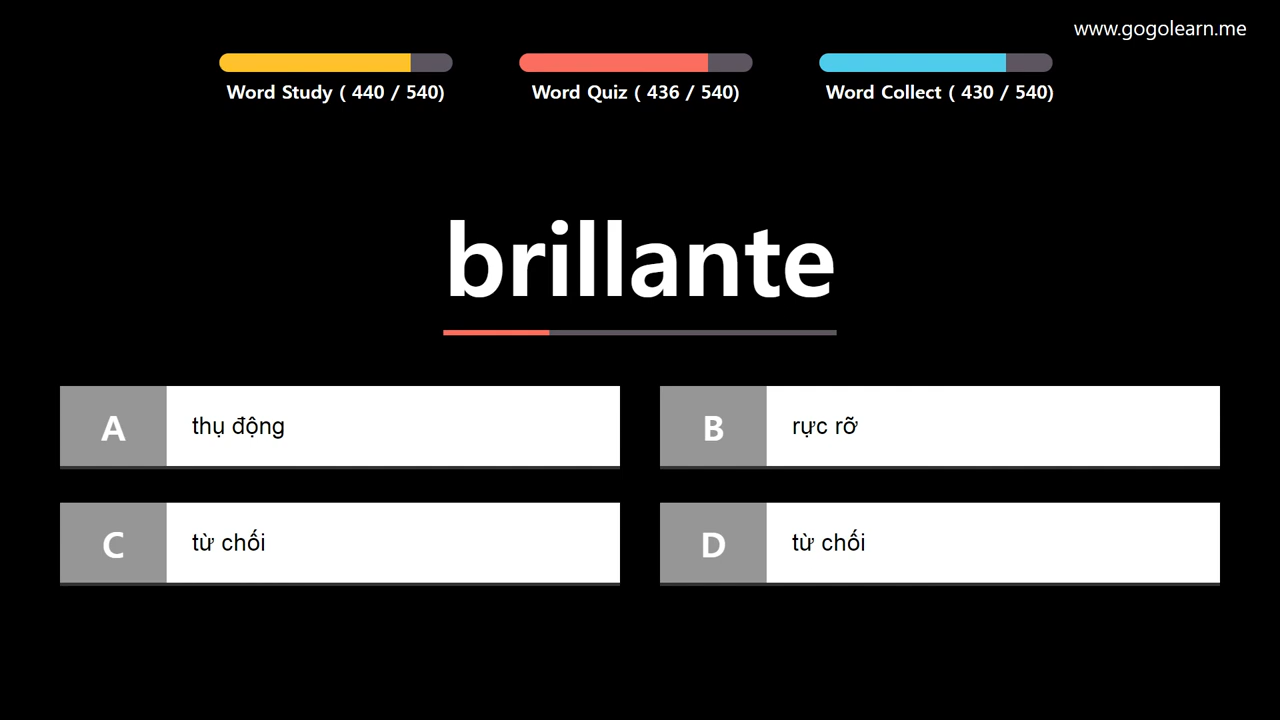 www.gogolearn.me
Word Study ( 440 / 540)
Word Quiz ( 436 / 540)
Word Collect ( 430 / 540)
brillante
A thụ động
B rực rỡ
C từ chối
D từ chối